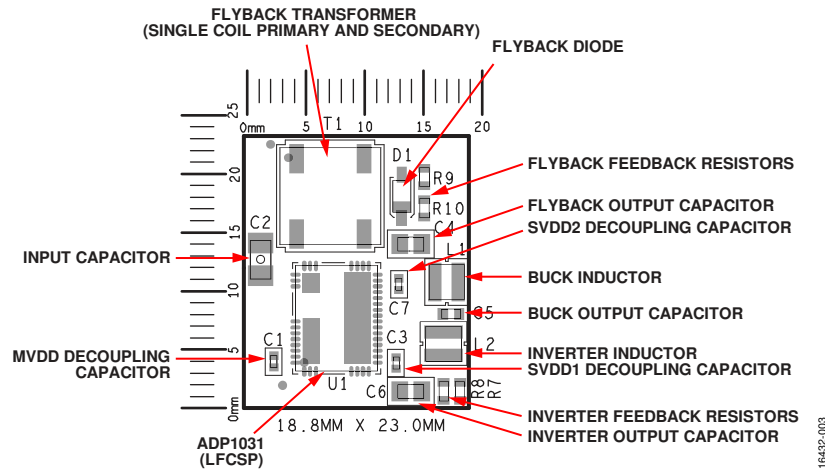 FLYBACK TRANSFORMER
(SINGLE COIL PRIMARY AND SECONDARY)
FLYBACK DIODE
25
0mm
5
T1
10
15
20
D1
20
R9
FLYBACK FEEDBACK RESISTORS
R10
FLYBACK OUTPUT CAPACITOR
C2
C4
SVDD2 DECOUPLING CAPACITOR
15
L1
INPUT CAPACITOR
BUCK INDUCTOR
10
C7
C5
BUCK OUTPUT CAPACITOR
C1
C3
L2
5
INVERTER INDUCTOR
MVDD DECOUPLING
CAPACITOR
SVDD1 DECOUPLING CAPACITOR
U1
C6
R8
R7
0mm
INVERTER FEEDBACK RESISTORS
18.8MM X 23.0MM
INVERTER OUTPUT CAPACITOR
ADP1031
(LFCSP)
16432-003